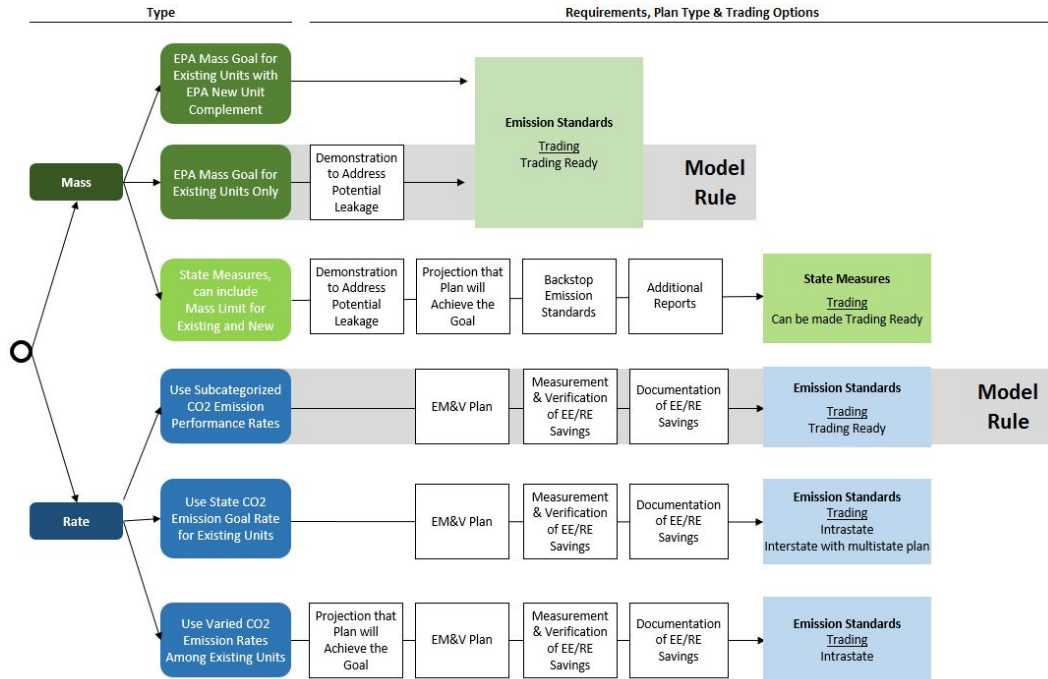 Type
Requirements, Plan Type & Trading Options
EPA Mass Goal for
Existing Units with
EPA New Unit
Complement
Emission Standards
Trading
Trading Ready
Mass
EPA Mass Goal for
Existing Units Only
Demonstration
to Address
Potential
Leakage
Model
Rule
State Measures,
can include
Mass Limit for
Existing and New
Demonstration
to Address
Potential
Leakage
Projection that
Plan will
Achieve the
Goal
Backstop
Emission
Standards
Additional
Reports
State Measures
Trading
Can be made Trading Ready
Use Subcategorized
CO2 Emission
Performance Rates
EM&V Plan
Measurement
& Verification
of EE/RE
Savings
Documentation
of EE/RE
Savings
Emission Standards
Trading
Trading Ready
Model
Rule
Rate
Use State CO2
Emission Goal Rate
for Existing Units
EM&V Plan
Measurement
& Verification
of EE/RE
Savings
Documentation
of EE/RE
Savings
Emission Standards
Trading
Intrastate
Interstate with multistate plan
Use Varied CO2
Emission Rates
Among Existing Units
Projection that
Plan will
Achieve the
Goal
EM&V Plan
Measurement
& Verification
of EE/RE
Savings
Documentation
of EE/RE
Savings
Emission Standards
Trading
Intrastate